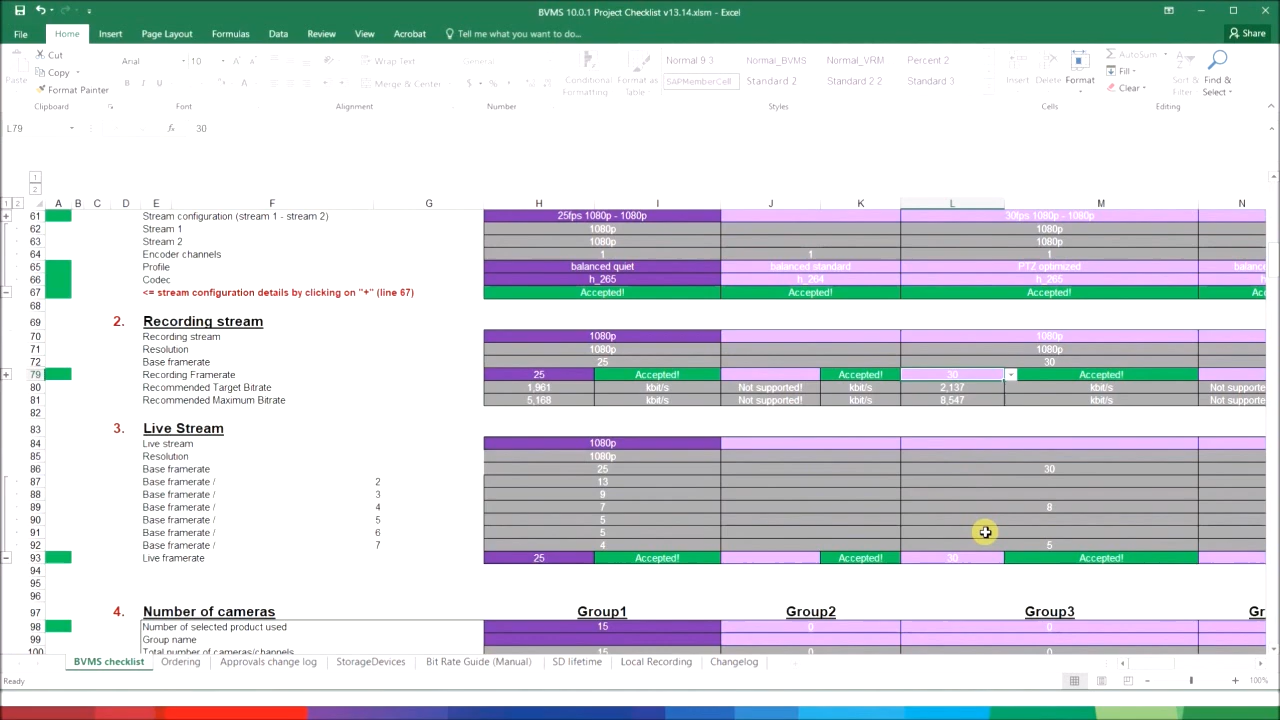 BVMS 10.0.1 Project Checklist v13.14.xlsm - Excel
File Home Insert Page Layout Formulas Data Review View Acrobat Tell me what you want to do... Share
Cut
Copy
Format Painter
Paste
Arial 10
Wrap Text
Merge & Center
General
Conditional Formatting
Format as Table
Normal 9 3 Normal_BVMS Normal_VRM Percent 2
SAPMemberCell Standard 2 Standard 2 2 Standard 3
Insert Delete Format
AutoSum
Fill
Clear
Sort & Filter
Find & Select
Clipboard Font Alignment Number Styles Cells Editing
L79 fx 30
1
2
1 2 A B C D E F G H I J K L M N
61 Stream configuration (stream 1 - stream 2) 25fps 1080p - 1080p 30fps 1080p - 1080p
62 Stream 1 1080p 1080p
63 Stream 2 1080p 1080p
64 Encoder channels 1 1 1
65 Profile balanced quiet balanced standard PTZ optimized
66 Codec h_265 h_264 h_265
67 <= stream configuration details by clicking on "+" (line 67) Accepted! Accepted! Accepted!
68
69 2. Recording stream
70 Recording stream 1080p 1080p
71 Resolution 1080p 1080p
72 Base framerate 25 30
79 Recording Framerate 25 Accepted! Accepted! 30 Accepted!
80 Recommended Target Bitrate 1,961 kbit/s Not supported! kbit/s 2,137 kbit/s Not supported
81 Recommended Maximum Bitrate 5,168 kbit/s Not supported! kbit/s 8,547 kbit/s Not supported
82
83 3. Live Stream
84 Live stream 1080p
85 Resolution 1080p
86 Base framerate 25 30
87 Base framerate / 2 13
88 Base framerate / 3 9
89 Base framerate / 4 7 8
90 Base framerate / 5 5
91 Base framerate / 6 5
92 Base framerate / 7 4 5
93 Live framerate 25 Accepted! Accepted! 30 Accepted!
94
95
96
97 4. Number of cameras Group1 Group2 Group3
98 Number of selected product used 15 0 0
99 Group name
100 Total number of cameras/channels 15 0 0
BVMS checklist Ordering Approvals change log StorageDevices Bit Rate Guide (Manual) SD lifetime Local Recording Changelog
Ready 100%